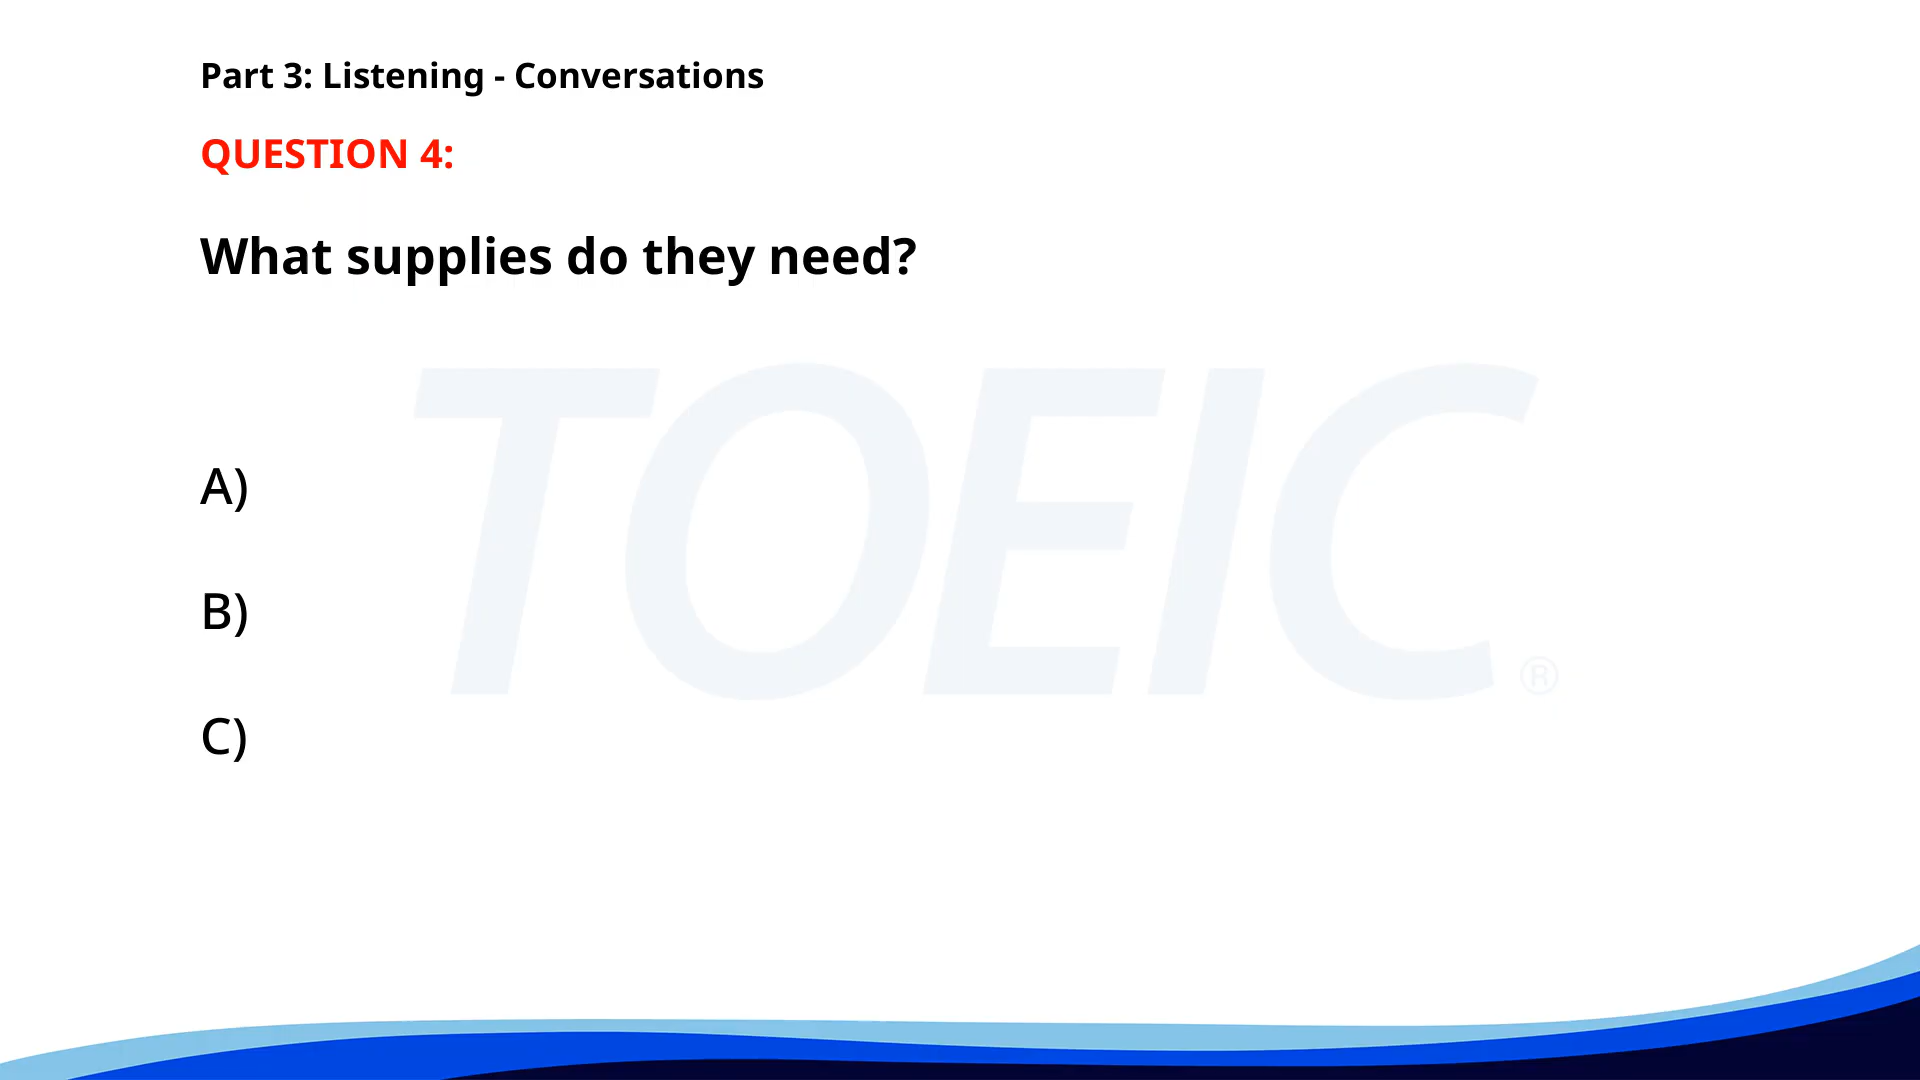 Part 3: Listening - Conversations
QUESTION 4:
What supplies do they need?
TOEIC®
A)
B)
C)